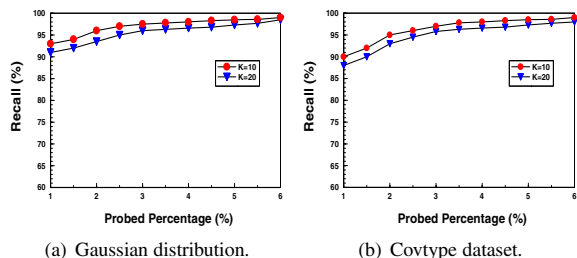 100
95
90
85
80
75
70
65
60
Recall (%)
K=10
K=20
1 2 3 4 5 6
Probed Percentage (%)
(a) Gaussian distribution.
100
95
90
85
80
75
70
65
60
Recall (%)
K=10
K=20
1 2 3 4 5 6
Probed Percentage (%)
(b) Covtype dataset.